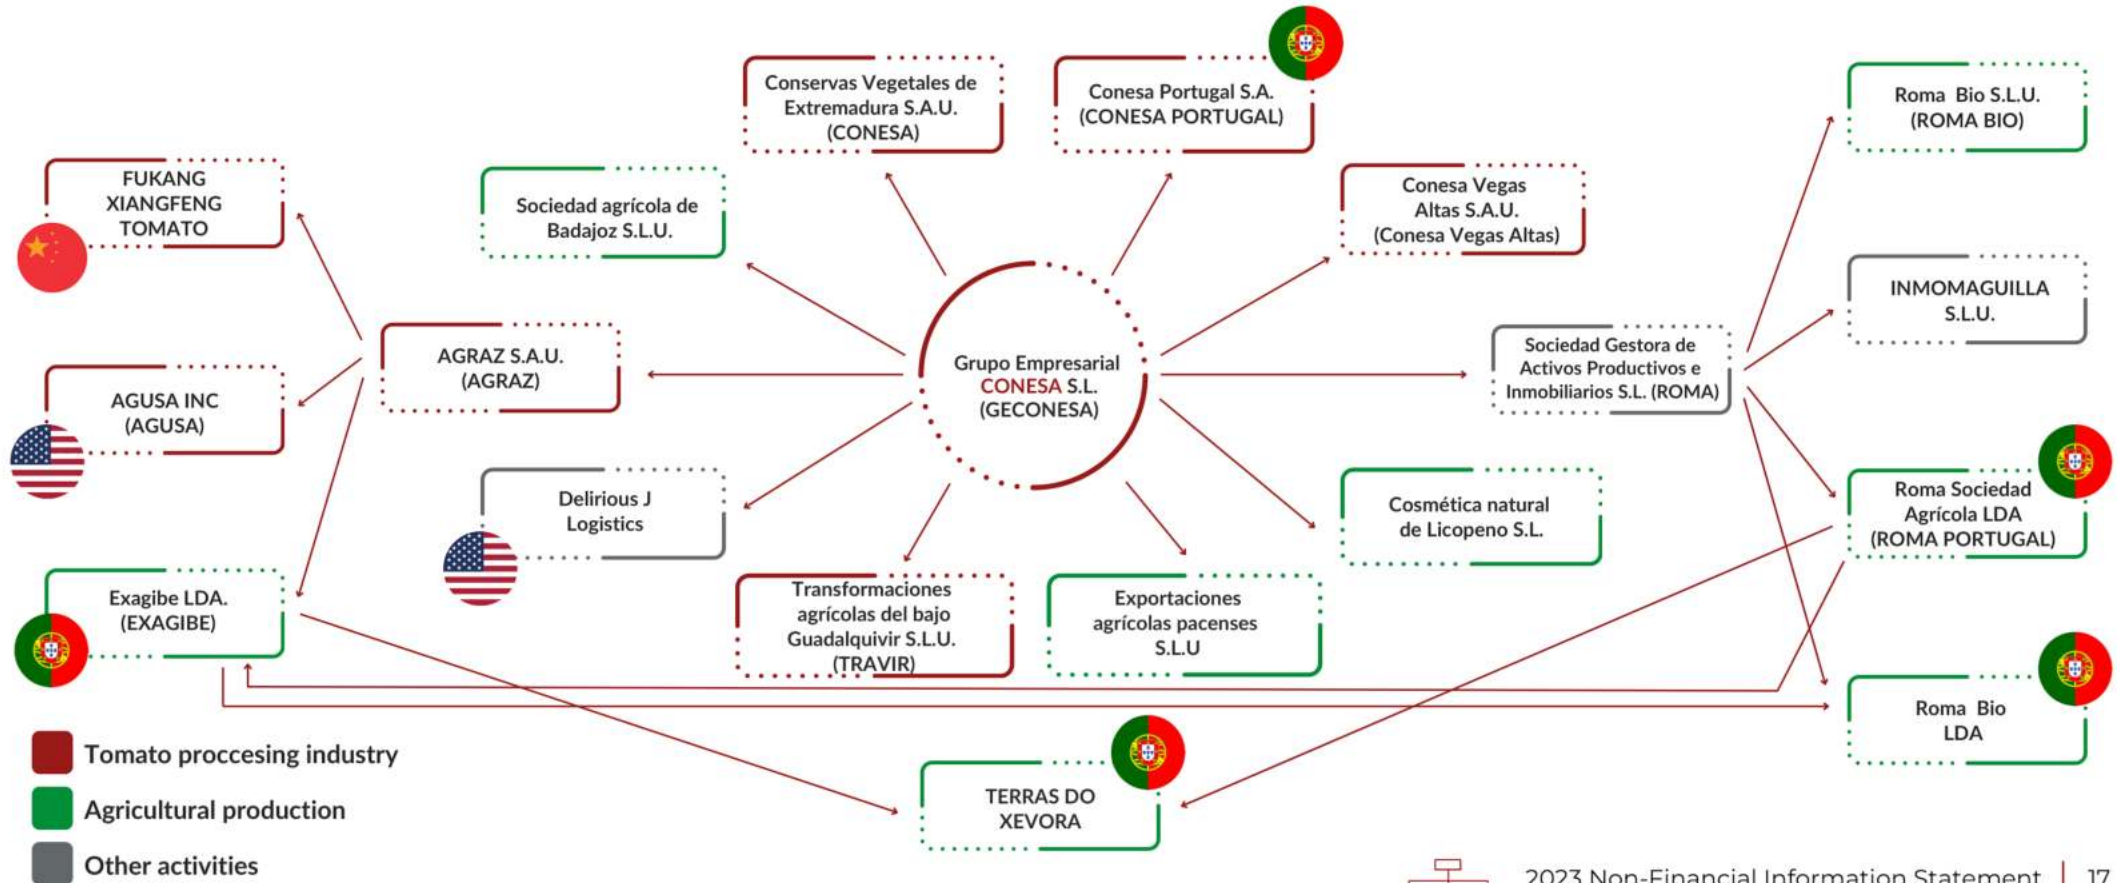 Conservas Vegetales de
Extremadura S.A.U.
(CONESA)
Conesa Portugal S.A.
(CONESA PORTUGAL)
Roma Bio S.L.U.
(ROMA BIO)
FUKANG
XIANGFENG
TOMATO
Sociedad agrícola de
Badajoz S.L.U.
Conesa Vegas
Altas S.A.U.
(Conesa Vegas Altas)
INMOMAGUILLA
S.L.U.
AGRAZ S.A.U.
(AGRAZ)
Grupo Empresarial
CONESA S.L.
(GECONESA)
Sociedad Gestora de
Activos Productivos e
Inmobiliarios S.L. (ROMA)
AGUSA INC
(AGUSA)
Delirious J
Logistics
Cosmética natural
de Licopeno S.L.
Roma Sociedad
Agrícola LDA
(ROMA PORTUGAL)
Exagibe LDA.
(EXAGIBE)
Transformaciones
agrícolas del bajo
Guadalquivir S.L.U.
(TRAVIR)
Exportaciones
agrícolas pacenses
S.L.U
Roma Bio
LDA
TERRAS DO
XEVORA
Tomato proccesing industry
Agricultural production
Other activities
2023 Non-Financial Information Statement | 17